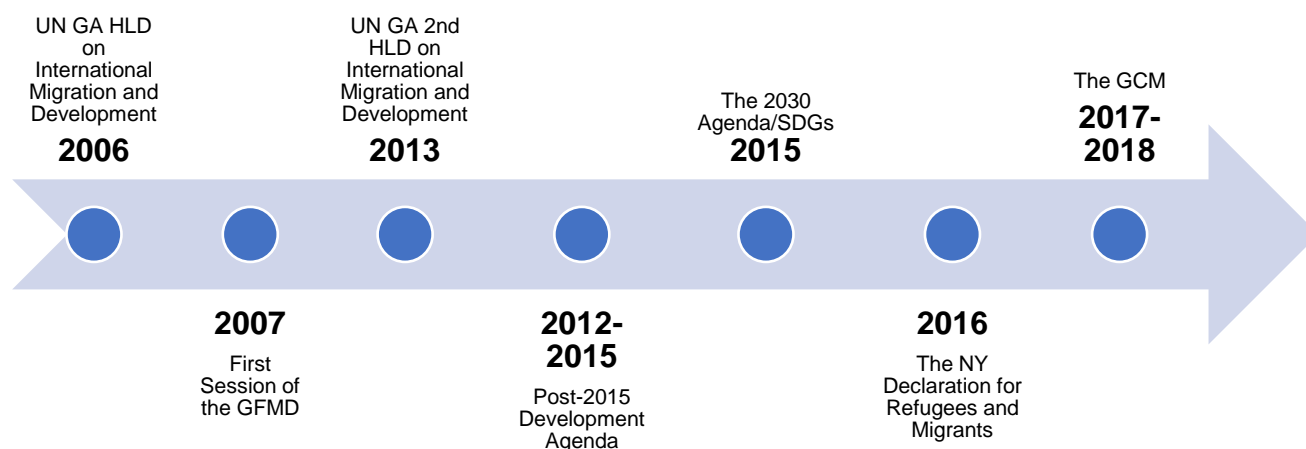 UN GA HLD
on
International
Migration and
Development
2006
2007
First
Session of
the GFMD
UN GA 2nd
HLD on
International
Migration and
Development
2013
2012-
2015
Post-2015
Development
Agenda
The 2030
Agenda/SDGs
2015
2016
The NY
Declaration for
Refugees and
Migrants
The GCM
2017-
2018